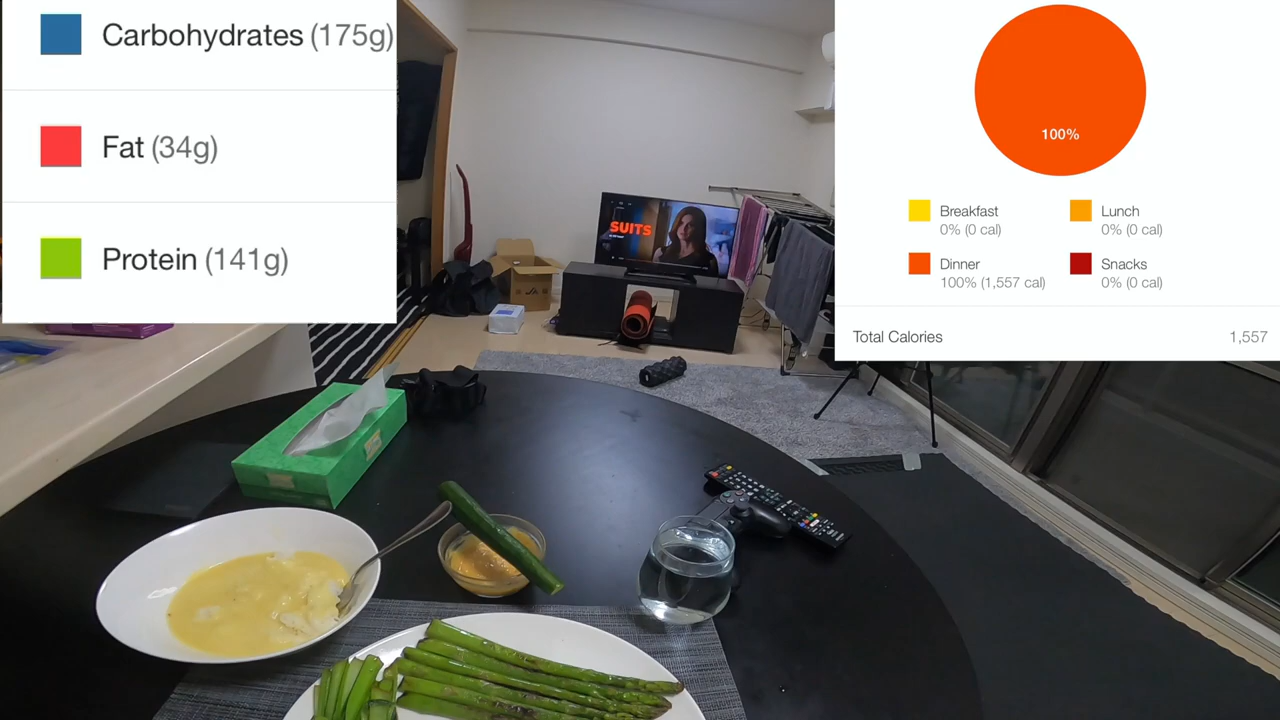 Carbohydrates (175g)
Fat (34g)
Protein (141g)
SUITS
100%
Breakfast
0% (0 cal)
Lunch
0% (0 cal)
Dinner
100% (1,557 cal)
Snacks
0% (0 cal)
Total Calories 1,557